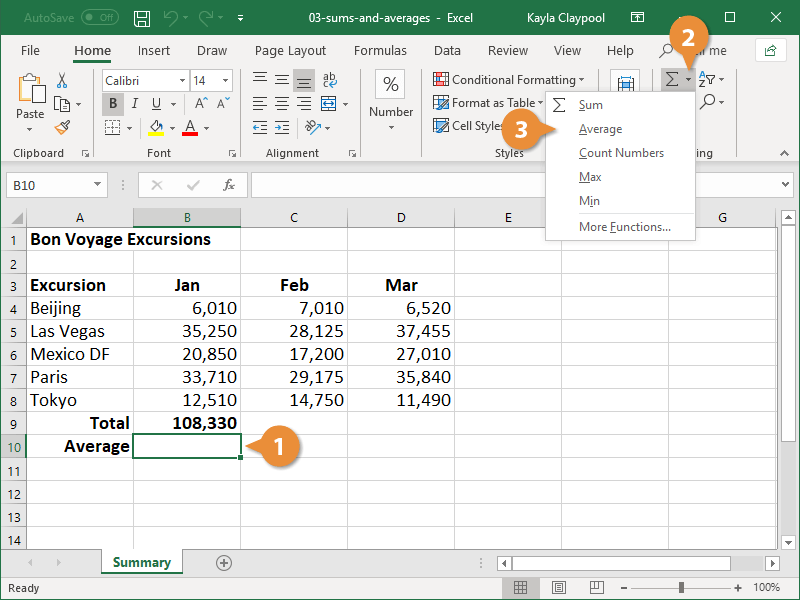 AutoSave Off 03-sums-and-averages - Excel Kayla Claypool
File Home Insert Draw Page Layout Formulas Data Review View Help me
2
Paste
Clipboard
Calibri 14
B I U A A
A
Font
ab c
Alignment
% 
Number
Conditional Formatting
Format as Table
Cell Styles
Styles
Σ
A Z
ing
3
Σ Sum
Average
Count Numbers
Max
Min
More Functions...
B10 fx
A B C D E G
1 Bon Voyage Excursions
2
3 Excursion Jan Feb Mar
4 Beijing 6,010 7,010 6,520
5 Las Vegas 35,250 28,125 37,455
6 Mexico DF 20,850 17,200 27,010
7 Paris 33,710 29,175 35,840
8 Tokyo 12,510 14,750 11,490
9 Total 108,330
10 Average
1
11
12
13
14
Summary
Ready 100%